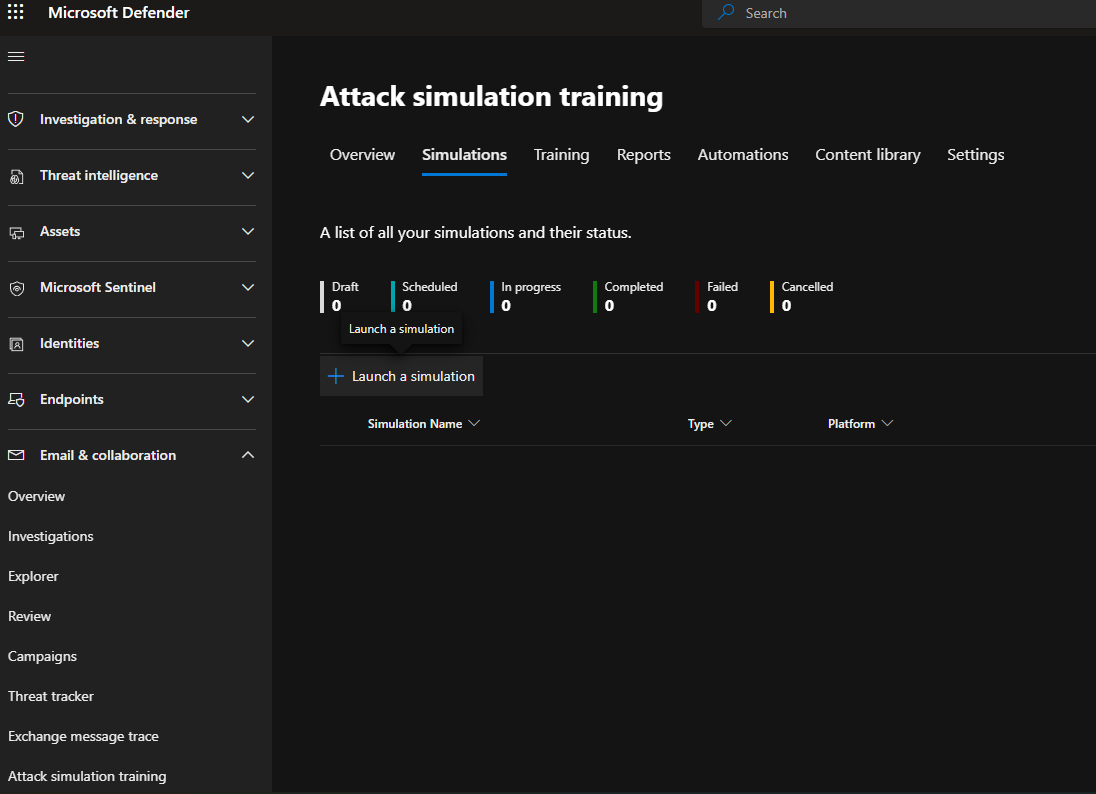 Microsoft Defender
Search
Investigation & response
Threat intelligence
Assets
Microsoft Sentinel
Identities
Endpoints
Email & collaboration
Overview
Investigations
Explorer
Review
Campaigns
Threat tracker
Exchange message trace
Attack simulation training
Attack simulation training
Overview Simulations Training Reports Automations Content library Settings
A list of all your simulations and their status.
Draft Scheduled In progress Completed Failed Cancelled
0 0 0 0 0 0
Launch a simulation
Launch a simulation
Simulation Name Type Platform